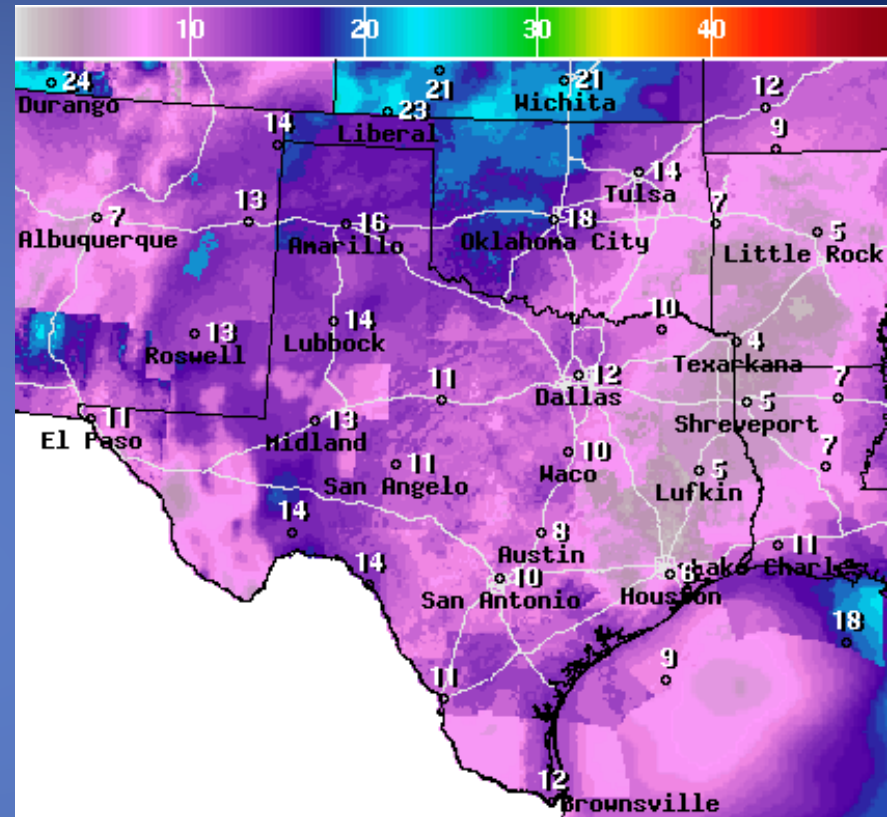 10 20 30 40
24 Durango
21
21 Wichita
12
23 Liberal
14
9
14 Tulsa
7 Albuquerque
13
16 Amarillo
18 Oklahoma City
7
5 Little Rock
13 Roswell
14 Lubbock
10
4 Texarkana
12 Dallas
11
5 Shreveport
7
11 El Paso
13 Midland
11 San Angelo
10 Waco
5 Lufkin
7
14
8 Austin
11 Lake Charles
14
10 San Antonio
6 Houston
18
9
11
12 Brownsville